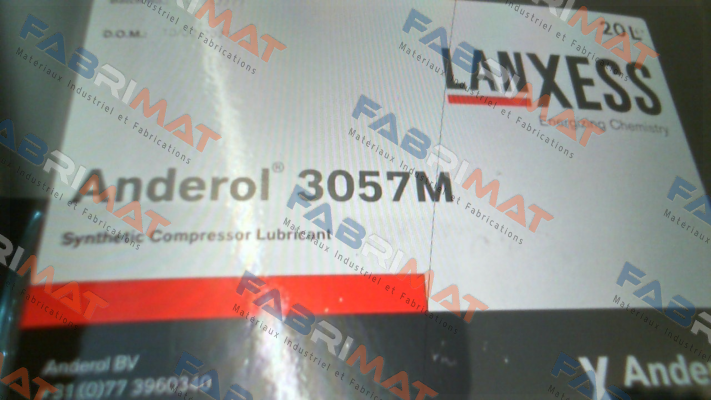 20L
D.O.M.:
LANXESS
Energizing Chemistry
Anderol® 3057M
Synthetic Compressor Lubricant
Anderol BV
+31(0)77 3960340
FABRIMAT
Materiaux Industriel et Fabrications